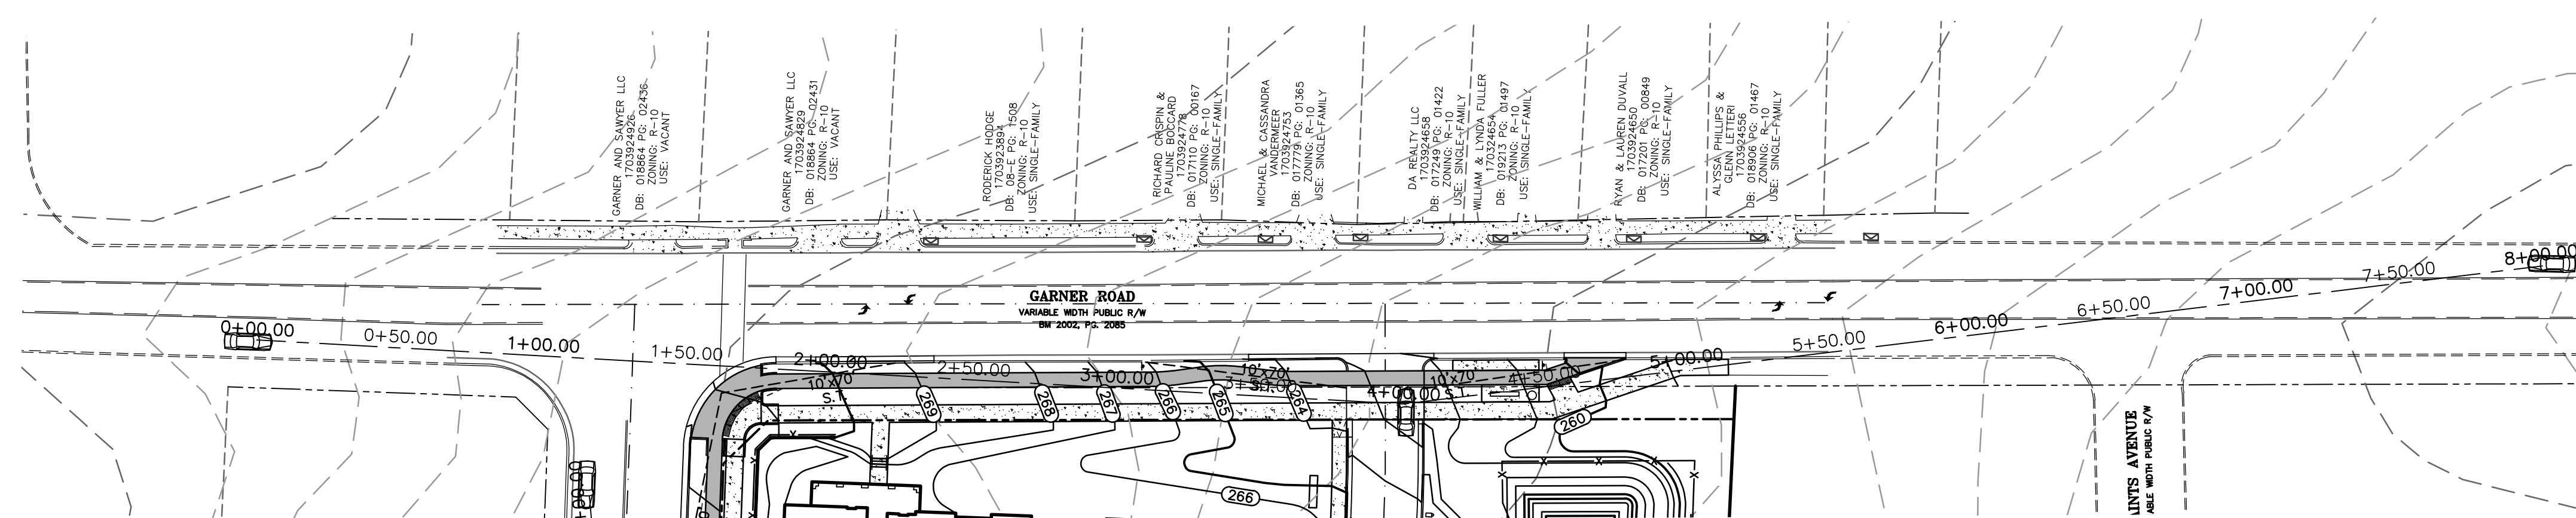 GARNER AND SAWYER LLC
1703924926
DB: 018864 PG: 02436
ZONING: R-10
USE: VACANT
GARNER AND SAWYER LLC
1703924829
DB: 018864 PG: 02431
ZONING: R-10
USE: VACANT
RODERICK HODGE
1703923894
DB: 08-E PG: 1508
ZONING: R-10
USE: SINGLE-FAMILY
RICHARD CRISPIN &
PAULINE BOCCARD
1703924778
DB: 017110 PG: 00167
ZONING: R-10
USE: SINGLE-FAMILY
MICHAEL & CASSANDRA
VANDERMEER
1703924753
DB: 017779 PG: 01365
ZONING: R-10
USE: SINGLE-FAMILY
DA REALTY LLC
1703924658
DB: 017249 PG: 01422
ZONING: R-10
USE: SINGLE-FAMILY
WILLIAM & LYNDA FULLER
170324654
DB: 019213 PG: 01497
ZONING: R-10
USE: SINGLE-FAMILY
RYAN & LAUREN DUVALL
1703924650
DB: 017201 PG: 00849
ZONING: R-10
USE: SINGLE-FAMILY
ALYSSA PHILLIPS &
GLENN LETTERI
1703924556
DB: 018906 PG: 01467
ZONING: R-10
USE: SINGLE-FAMILY
GARNER ROAD
VARIABLE WIDTH PUBLIC R/W
BM 2002, PG. 2085
0+00.00
0+50.00
1+00.00
1+50.00
2+00.00
2+50.00
3+00.00
3+50.00
4+00.00
4+50.00
5+00.00
5+50.00
6+00.00
6+50.00
7+00.00
7+50.00
8+00.00
10'x70'
S.T.
10'x70'
S.T.
10'x70'
S.T.
269
268
267
266
265
264
260
266
AINTS AVENUE
ABLE WIDTH PUBLIC R/W